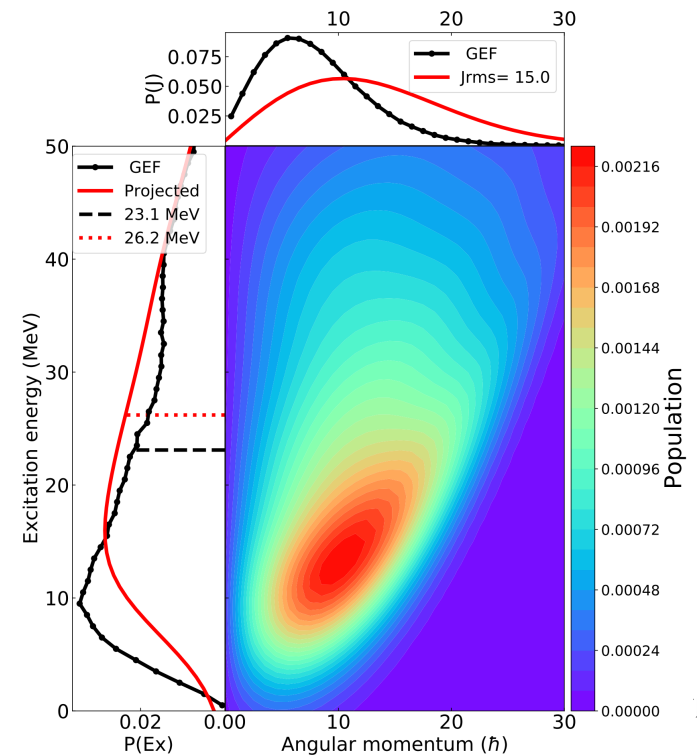 10 20 30
P(J)
0.075
0.050
0.025
GEF
Jrms= 15.0
50
40
30
20
10
0
Excitation energy (MeV)
GEF
Projected
23.1 MeV
26.2 MeV
0.02 0.00
P(Ex)
10 20 30
Angular momentum (ℏ)
0.00216
0.00192
0.00168
0.00144
0.00120
0.00096
0.00072
0.00048
0.00024
0.00000
Population